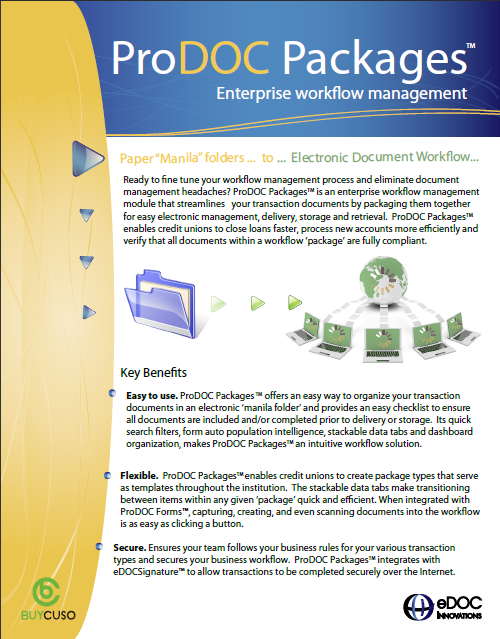 ProDOC Packages™
Enterprise workflow management
Paper “Manila” folders ... to ... Electronic Document Workflow...
Ready to fine tune your workflow management process and eliminate document
management headaches? ProDOC Packages™ is an enterprise workflow management
module that streamlines your transaction documents by packaging them together
for easy electronic management, delivery, storage and retrieval. ProDOC Packages™
enables credit unions to close loans faster, process new accounts more efficiently and
verify that all documents within a workflow ‘package’ are fully compliant.
Key Benefits
Easy to use. ProDOC Packages ™ offers an easy way to organize your transaction
documents in an electronic ‘manila folder’ and provides an easy checklist to ensure
all documents are included and/or completed prior to delivery or storage. Its quick
search filters, form auto population intelligence, stackable data tabs and dashboard
organization, makes ProDOC Packages™ an intuitive workflow solution.
Flexible. ProDOC Packages™ enables credit unions to create package types that serve
as templates throughout the institution. The stackable data tabs make transitioning
between items within any given ‘package’ quick and efficient. When integrated with
ProDOC Forms™, capturing, creating, and even scanning documents into the workflow
is as easy as clicking a button.
Secure. Ensures your team follows your business rules for your various transaction
types and secures your business workflow. ProDOC Packages™ integrates with
eDOCSignature™ to allow transactions to be completed securely over the Internet.
BUYCUSO
eDOC
INNOVATIONS